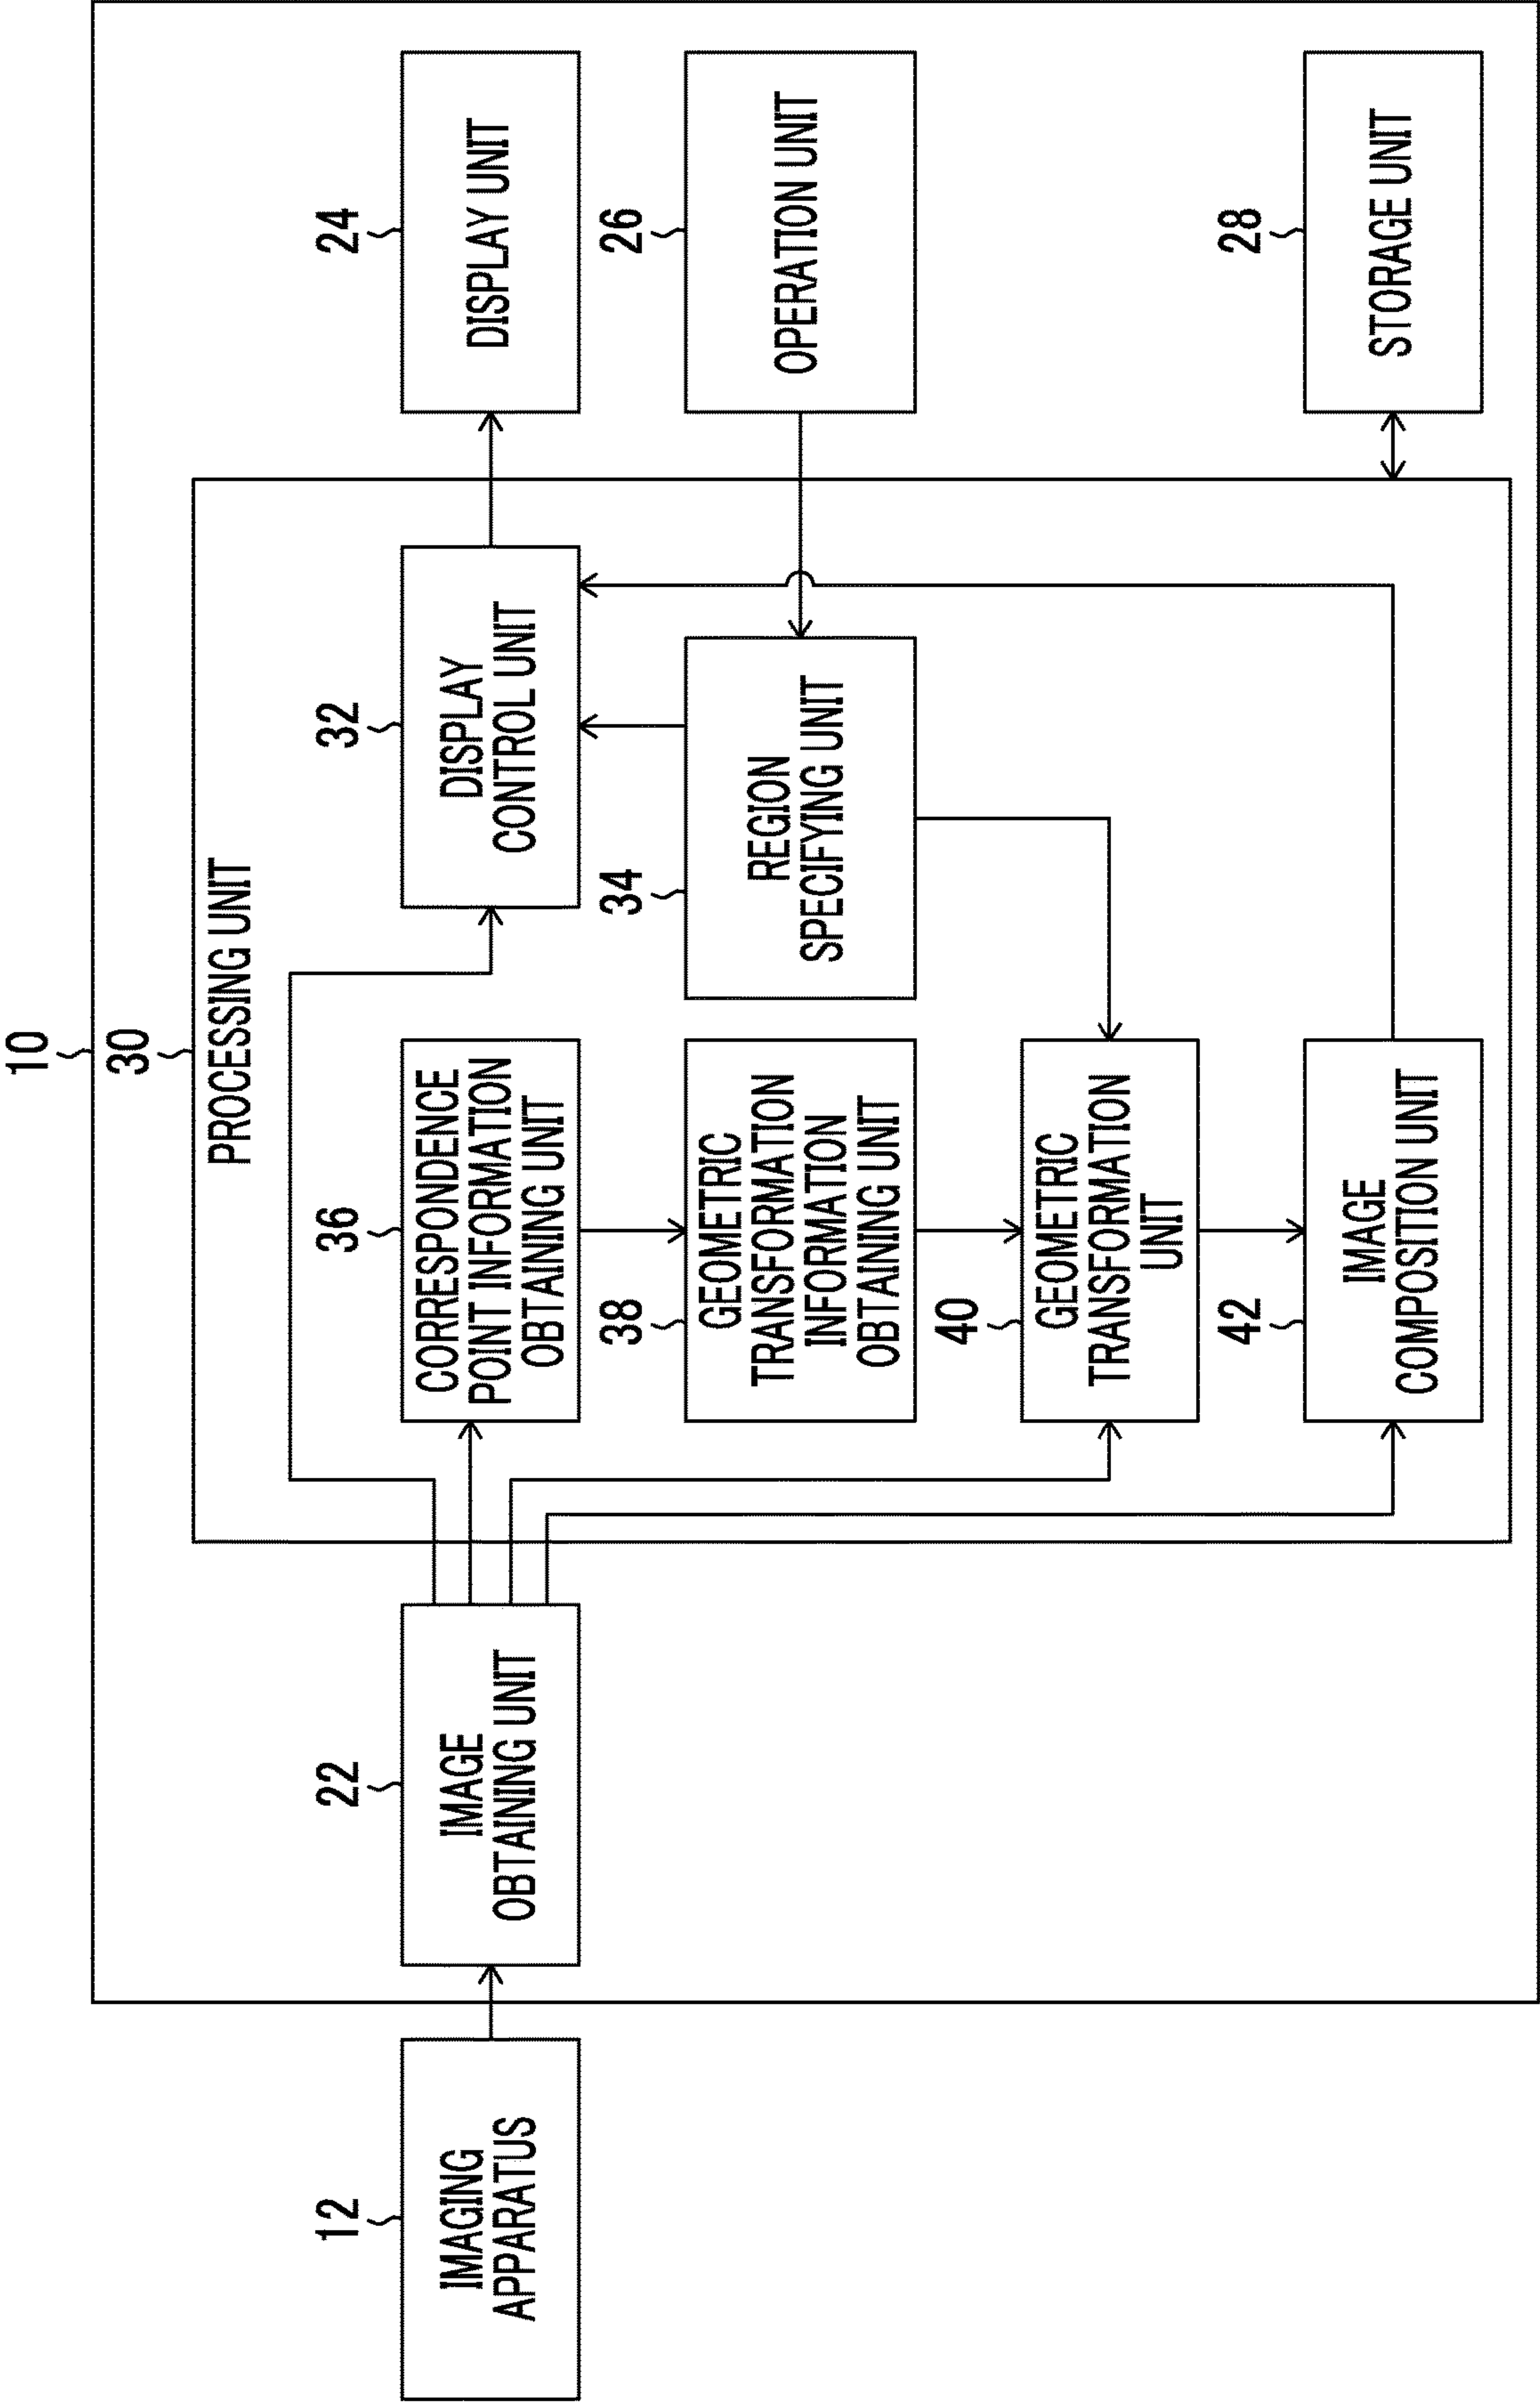 10
30
PROCESSING UNIT
12
IMAGING
APPARATUS
22
IMAGE
OBTAINING UNIT
36
CORRESPONDENCE
POINT INFORMATION
OBTAINING UNIT
32
DISPLAY
CONTROL UNIT
24
DISPLAY UNIT
38
GEOMETRIC
TRANSFORMATION
INFORMATION
OBTAINING UNIT
34
REGION
SPECIFYING UNIT
26
OPERATION UNIT
40
GEOMETRIC
TRANSFORMATION
UNIT
42
IMAGE
COMPOSITION UNIT
28
STORAGE UNIT